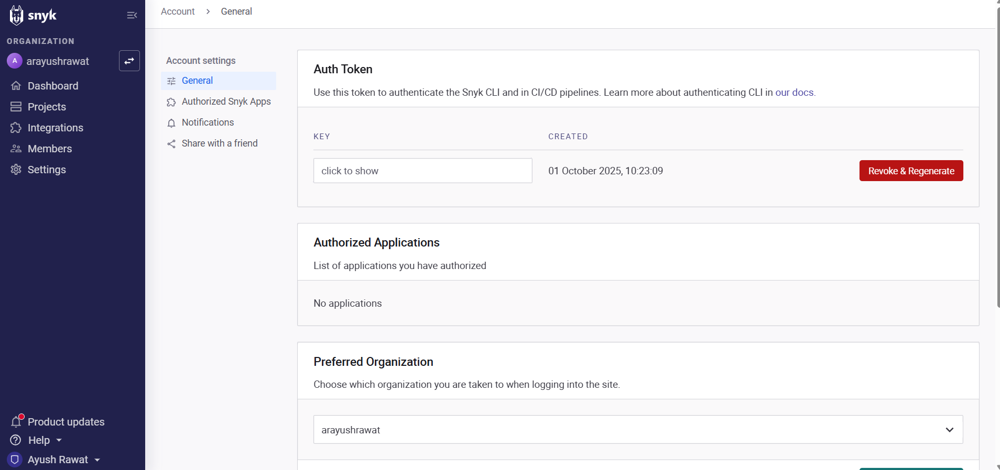 snyk
ORGANIZATION
A
arayushrawat
Dashboard
Projects
Integrations
Members
Settings
Product updates
Help
Ayush Rawat
Account > General
Account settings
General
Authorized Snyk Apps
Notifications
Share with a friend
Auth Token
Use this token to authenticate the Snyk CLI and in CI/CD pipelines. Learn more about authenticating CLI in our docs.
KEY CREATED
click to show 01 October 2025, 10:23:09 Revoke & Regenerate
Authorized Applications
List of applications you have authorized
No applications
Preferred Organization
Choose which organization you are taken to when logging into the site.
arayushrawat